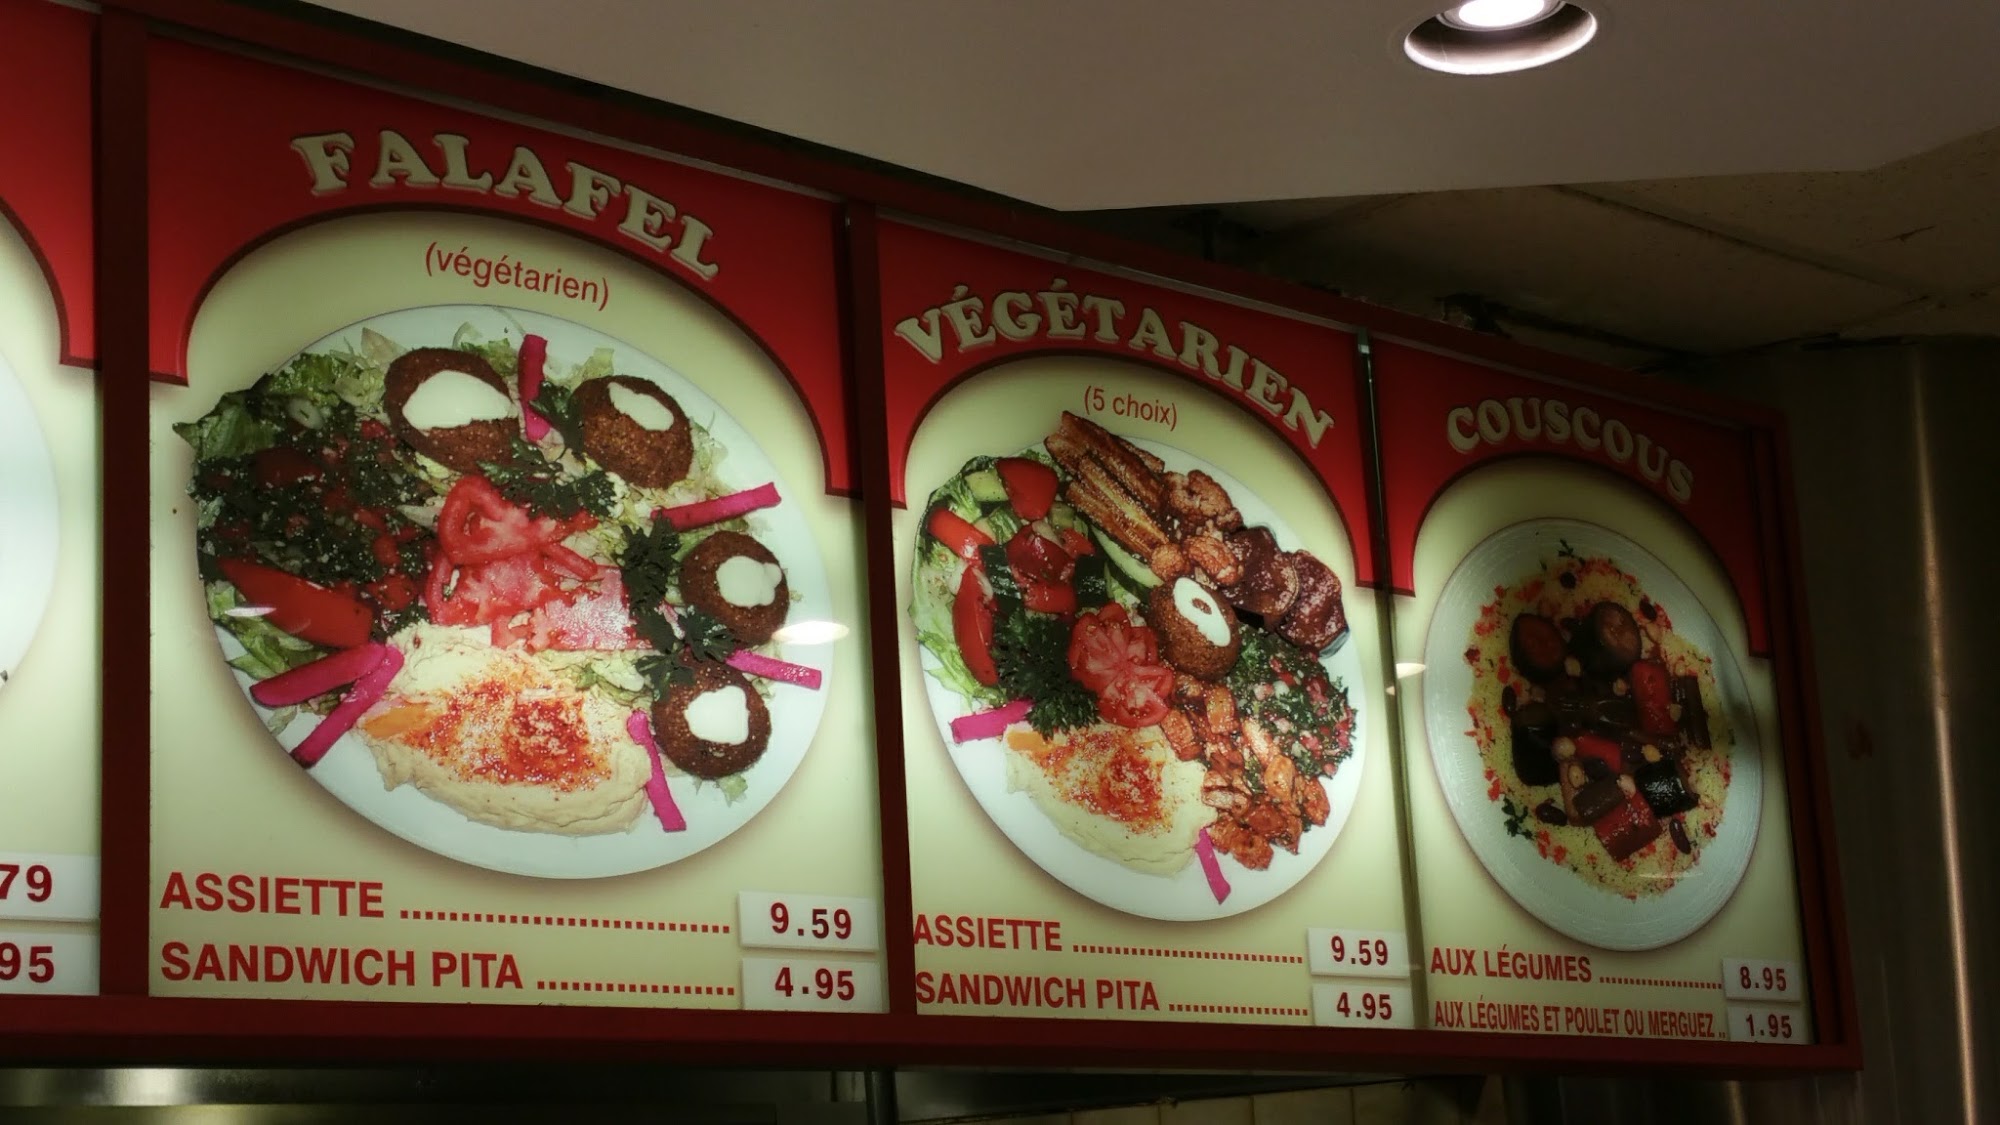 79
95
FALAFEL
(végétarien)
ASSIETTE ................................. 9.59
SANDWICH PITA .................... 4.95
VÉGÉTARIEN
(5 choix)
ASSIETTE ............................ 9.59
SANDWICH PITA ................. 4.95
COUSCOUS
AUX LÉGUMES .................... 8.95
AUX LÉGUMES ET POULET OU MERGUEZ .. 1.95